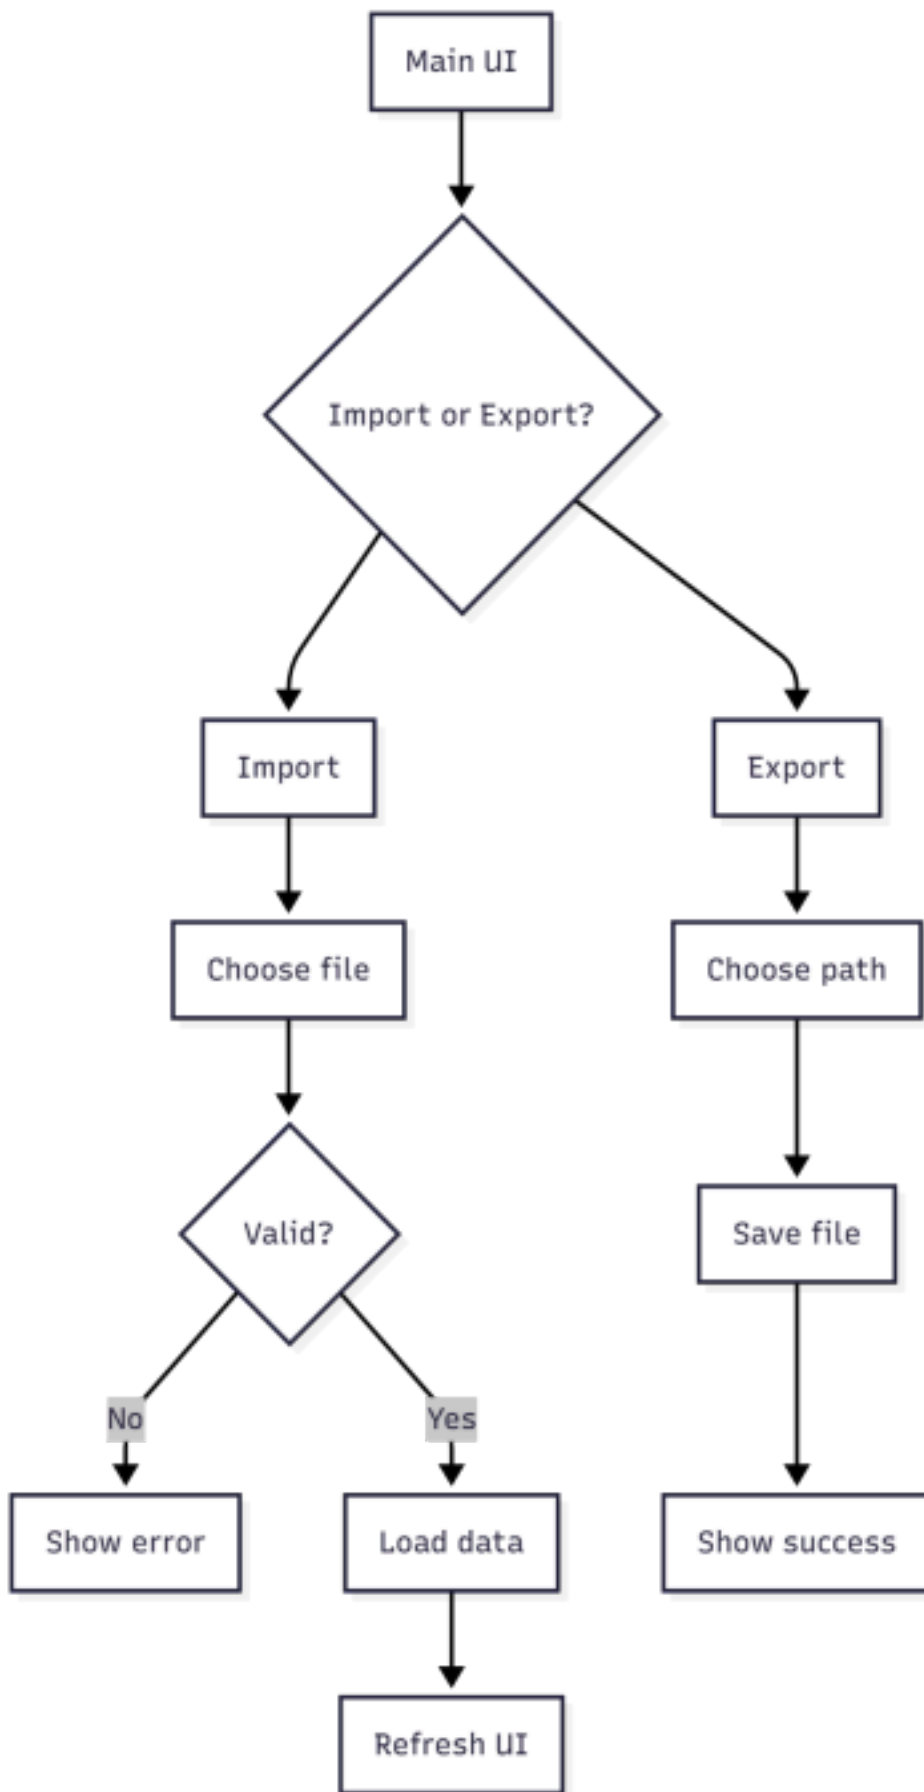 Main UI
Import or Export?
Import
Export
Choose file
Choose path
Valid?
Save file
No
Yes
Show error
Load data
Show success
Refresh UI